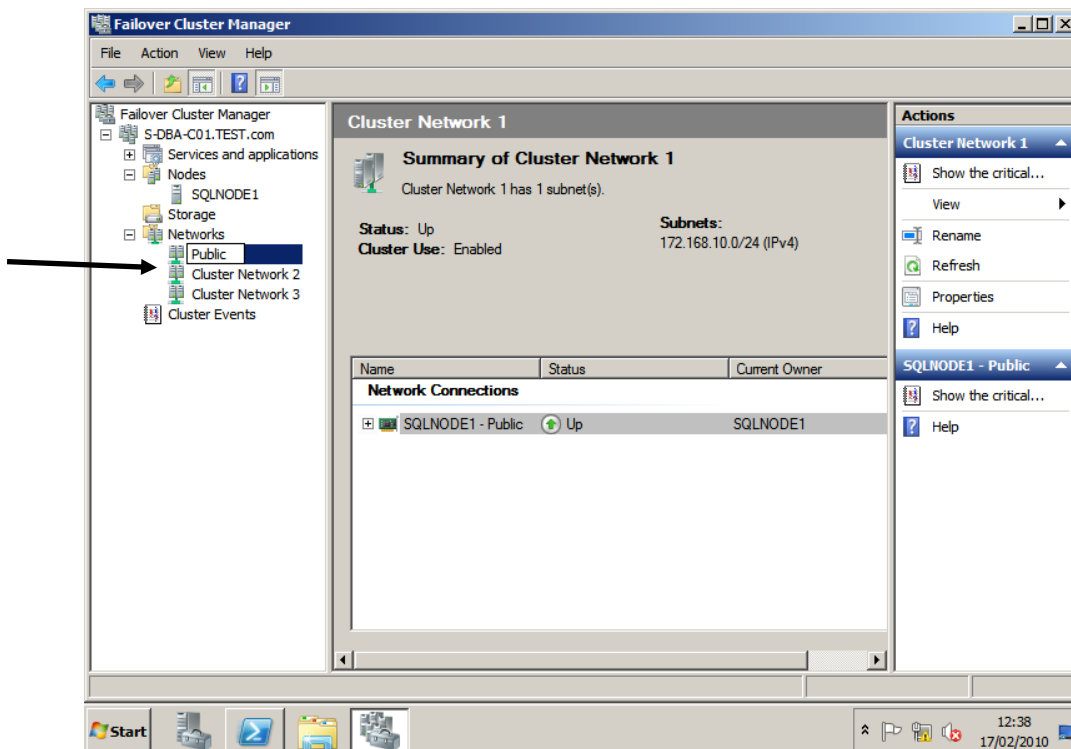 Failover Cluster Manager
File Action View Help
Failover Cluster Manager
S-DBA-C01.TEST.com
Services and applications
Nodes
SQLNODE1
Storage
Networks
Public
Cluster Network 2
Cluster Network 3
Cluster Events
Cluster Network 1
Summary of Cluster Network 1
Cluster Network 1 has 1 subnet(s).
Status: Up
Cluster Use: Enabled
Subnets:
172.168.10.0/24 (IPv4)
Name Status Current Owner
Network Connections
SQLNODE1 - Public Up SQLNODE1
Actions
Cluster Network 1
Show the critical...
View
Rename
Refresh
Properties
Help
SQLNODE1 - Public
Show the critical...
Help
Start
12:38
17/02/2010